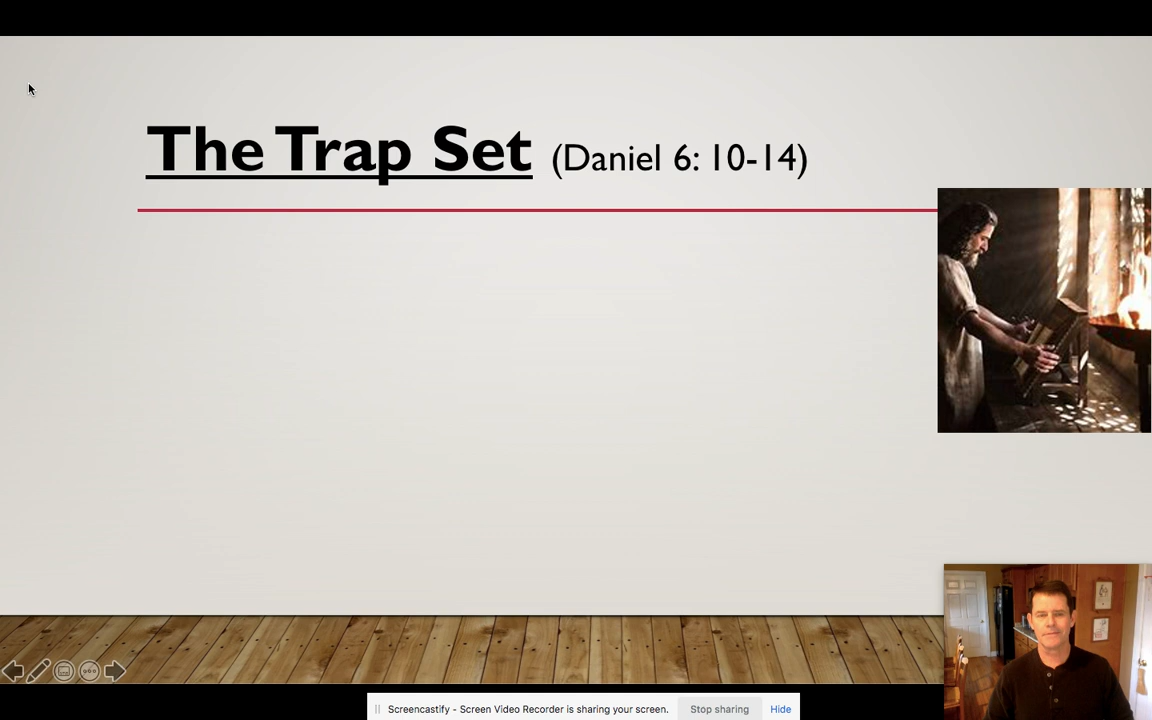 The Trap Set (Daniel 6: 10-14)
Screencastify - Screen Video Recorder is sharing your screen. Stop sharing Hide